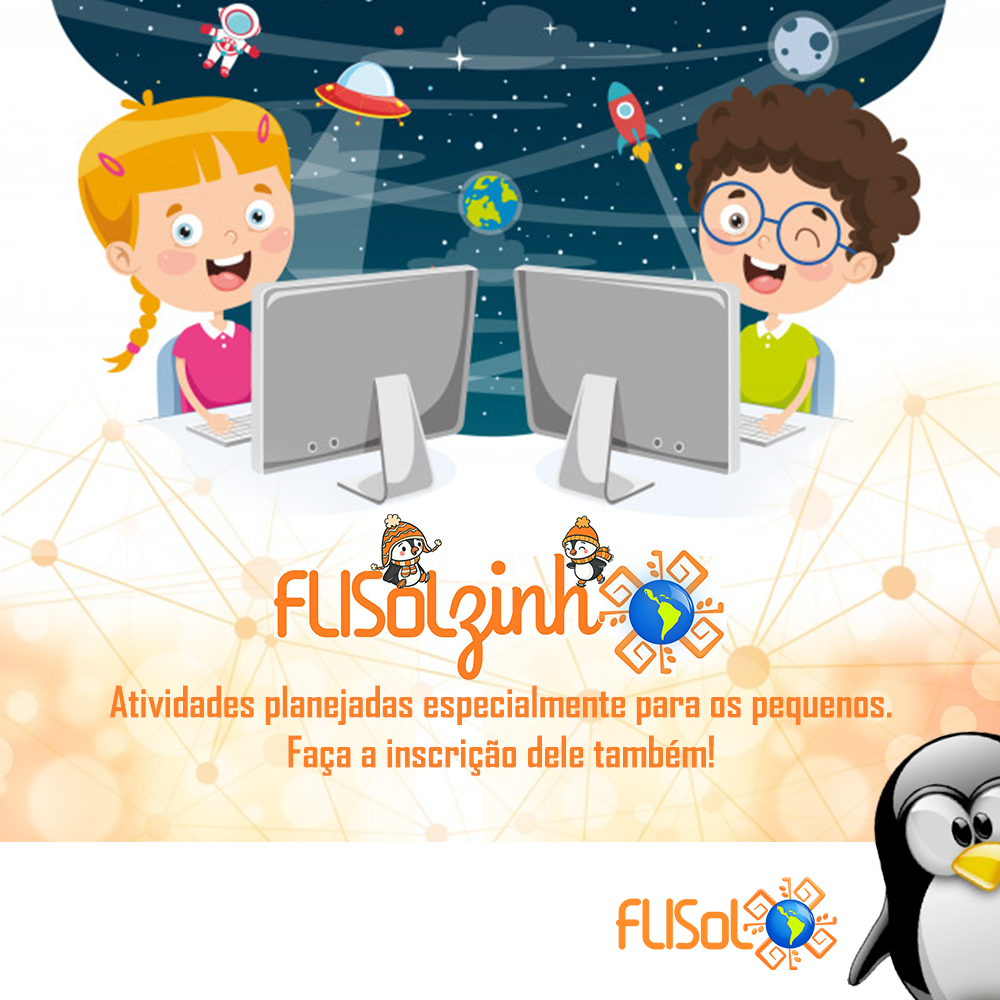 FLISolzinho
Atividades planejadas especialmente para os pequenos.
Faça a inscrição dele também!
FLISol